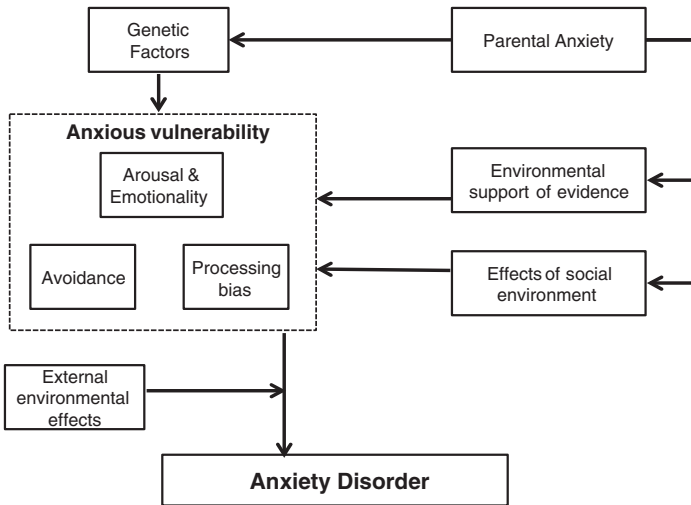 Genetic
Factors
Parental Anxiety
Anxious vulnerability
Arousal &
Emotionality
Environmental
support of evidence
Avoidance
Processing
bias
Effects of social
environment
External
environmental
effects
Anxiety Disorder